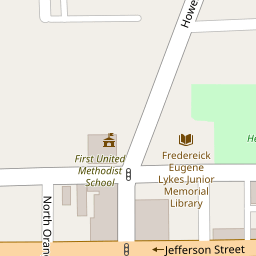 Howe
He
First United
Methodist
School
Fredereick
Eugene
Lykes Junior
Memorial
Library
North Oran
Jefferson Street